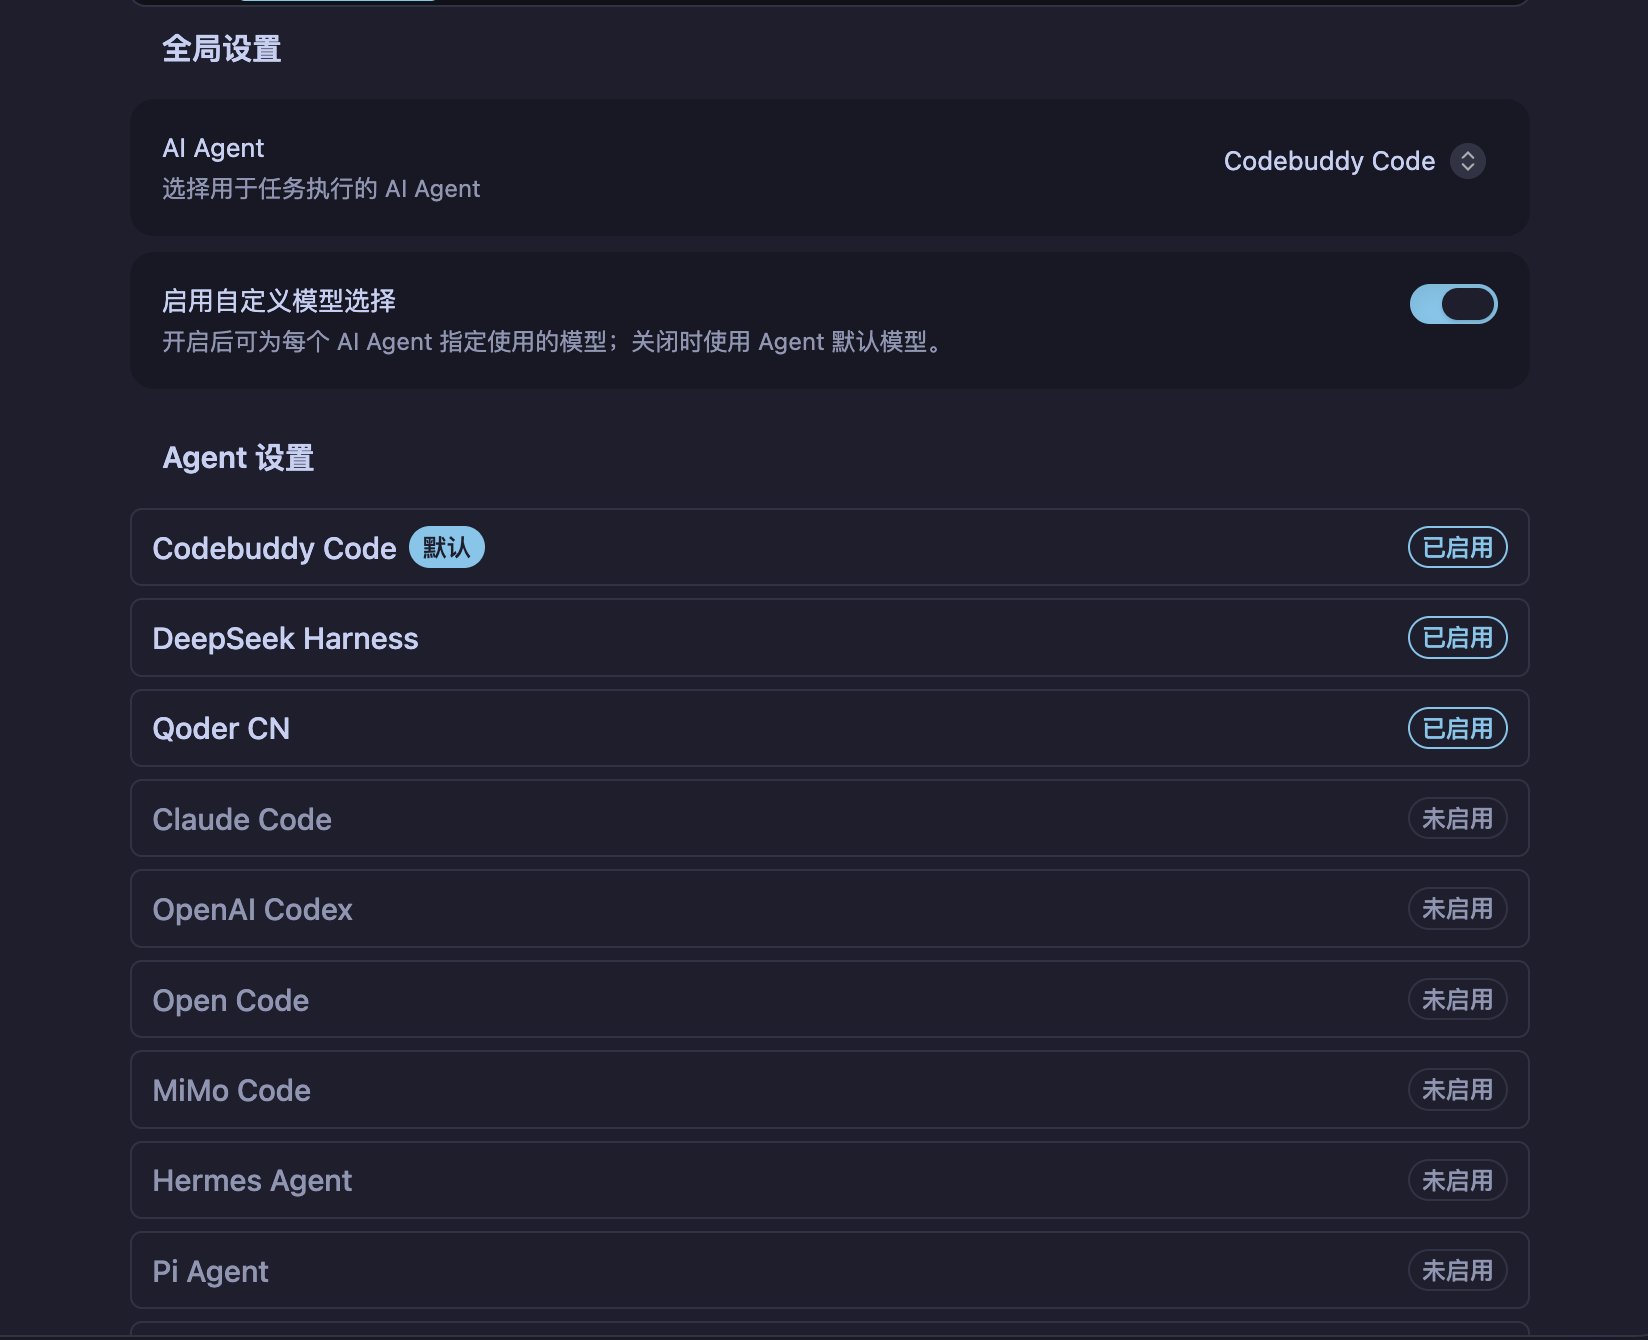 全局设置
AI Agent
选择用于任务执行的 AI Agent
Codebuddy Code
启用自定义模型选择
开启后可为每个 AI Agent 指定使用的模型；关闭时使用 Agent 默认模型。
Agent 设置
Codebuddy Code 默认 已启用
DeepSeek Harness 已启用
Qoder CN 已启用
Claude Code 未启用
OpenAI Codex 未启用
Open Code 未启用
MiMo Code 未启用
Hermes Agent 未启用
Pi Agent 未启用